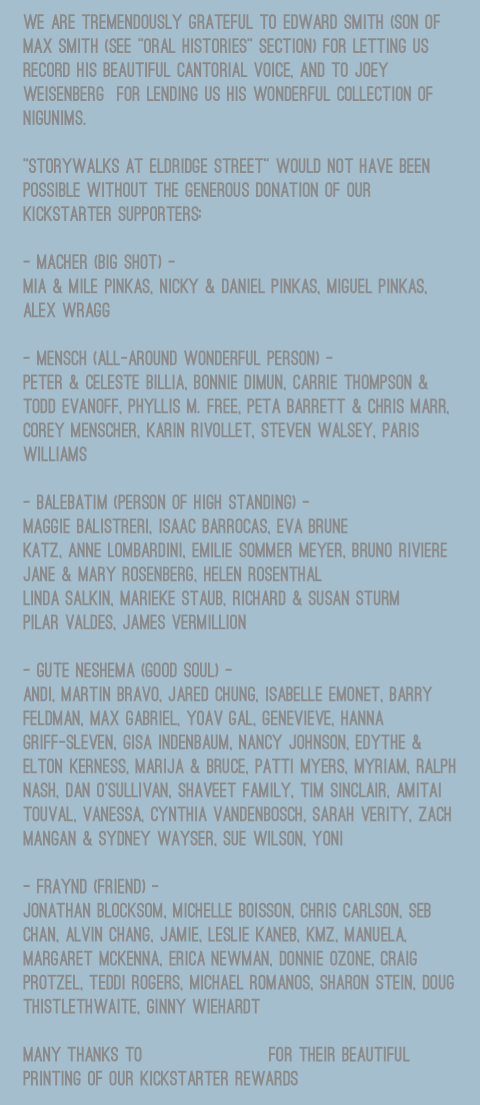 WE ARE TREMENDOUSLY GRATEFUL TO EDWARD SMITH (SON OF
MAX SMITH (SEE "ORAL HISTORIES" SECTION) FOR LETTING US
RECORD HIS BEAUTIFUL CANTORIAL VOICE, AND TO JOEY
WEISENBERG FOR LENDING US HIS WONDERFUL COLLECTION OF
NIGUNIMS.
"STORYWALKS AT ELDRIDGE STREET" WOULD NOT HAVE BEEN
POSSIBLE WITHOUT THE GENEROUS DONATION OF OUR
KICKSTARTER SUPPORTERS:
- MACHER (BIG SHOT) -
MIA & MILE PINKAS, NICKY & DANIEL PINKAS, MIGUEL PINKAS,
ALEX WRAGG
- MENSCH (ALL-AROUND WONDERFUL PERSON) -
PETER & CELESTE BILLIA, BONNIE DIMUN, CARRIE THOMPSON &
TODD EVANOFF, PHYLLIS M. FREE, PETA BARRETT & CHRIS MARR,
COREY MENSCHER, KARIN RIVOLLET, STEVEN WALSEY, PARIS
WILLIAMS
- BALEBATIM (PERSON OF HIGH STANDING) -
MAGGIE BALISTRERI, ISAAC BARROCAS, EVA BRUNE
KATZ, ANNE LOMBARDINI, EMILIE SOMMER MEYER, BRUNO RIVIERE
JANE & MARY ROSENBERG, HELEN ROSENTHAL
LINDA SALKIN, MARIEKE STAUB, RICHARD & SUSAN STURM
PILAR VALDES, JAMES VERMILLION
- GUTE NESHEMA (GOOD SOUL) -
ANDI, MARTIN BRAVO, JARED CHUNG, ISABELLE EMONET, BARRY
FELDMAN, MAX GABRIEL, YOAV GAL, GENEVIEVE, HANNA
GRIFF-SLEVEN, GISA INDENBAUM, NANCY JOHNSON, EDYTHE &
ELTON KERNESS, MARIJA & BRUCE, PATTI MYERS, MYRIAM, RALPH
NASH, DAN O'SULLIVAN, SHAVEET FAMILY, TIM SINCLAIR, AMITAI
TOUVAL, VANESSA, CYNTHIA VANDENBOSCH, SARAH VERITY, ZACH
MANGAN & SYDNEY WAYSER, SUE WILSON, YONI
- FRAYND (FRIEND) -
JONATHAN BLOCKSOM, MICHELLE BOISSON, CHRIS CARLSON, SEB
CHAN, ALVIN CHANG, JAMIE, LESLIE KANEB, KMZ, MANUELA,
MARGARET MCKENNA, ERICA NEWMAN, DONNIE OZONE, CRAIG
PROTZEL, TEDDI ROGERS, MICHAEL ROMANOS, SHARON STEIN, DOUG
THISTLETHWAITE, GINNY WIEHARDT
MANY THANKS TO FOR THEIR BEAUTIFUL
PRINTING OF OUR KICKSTARTER REWARDS